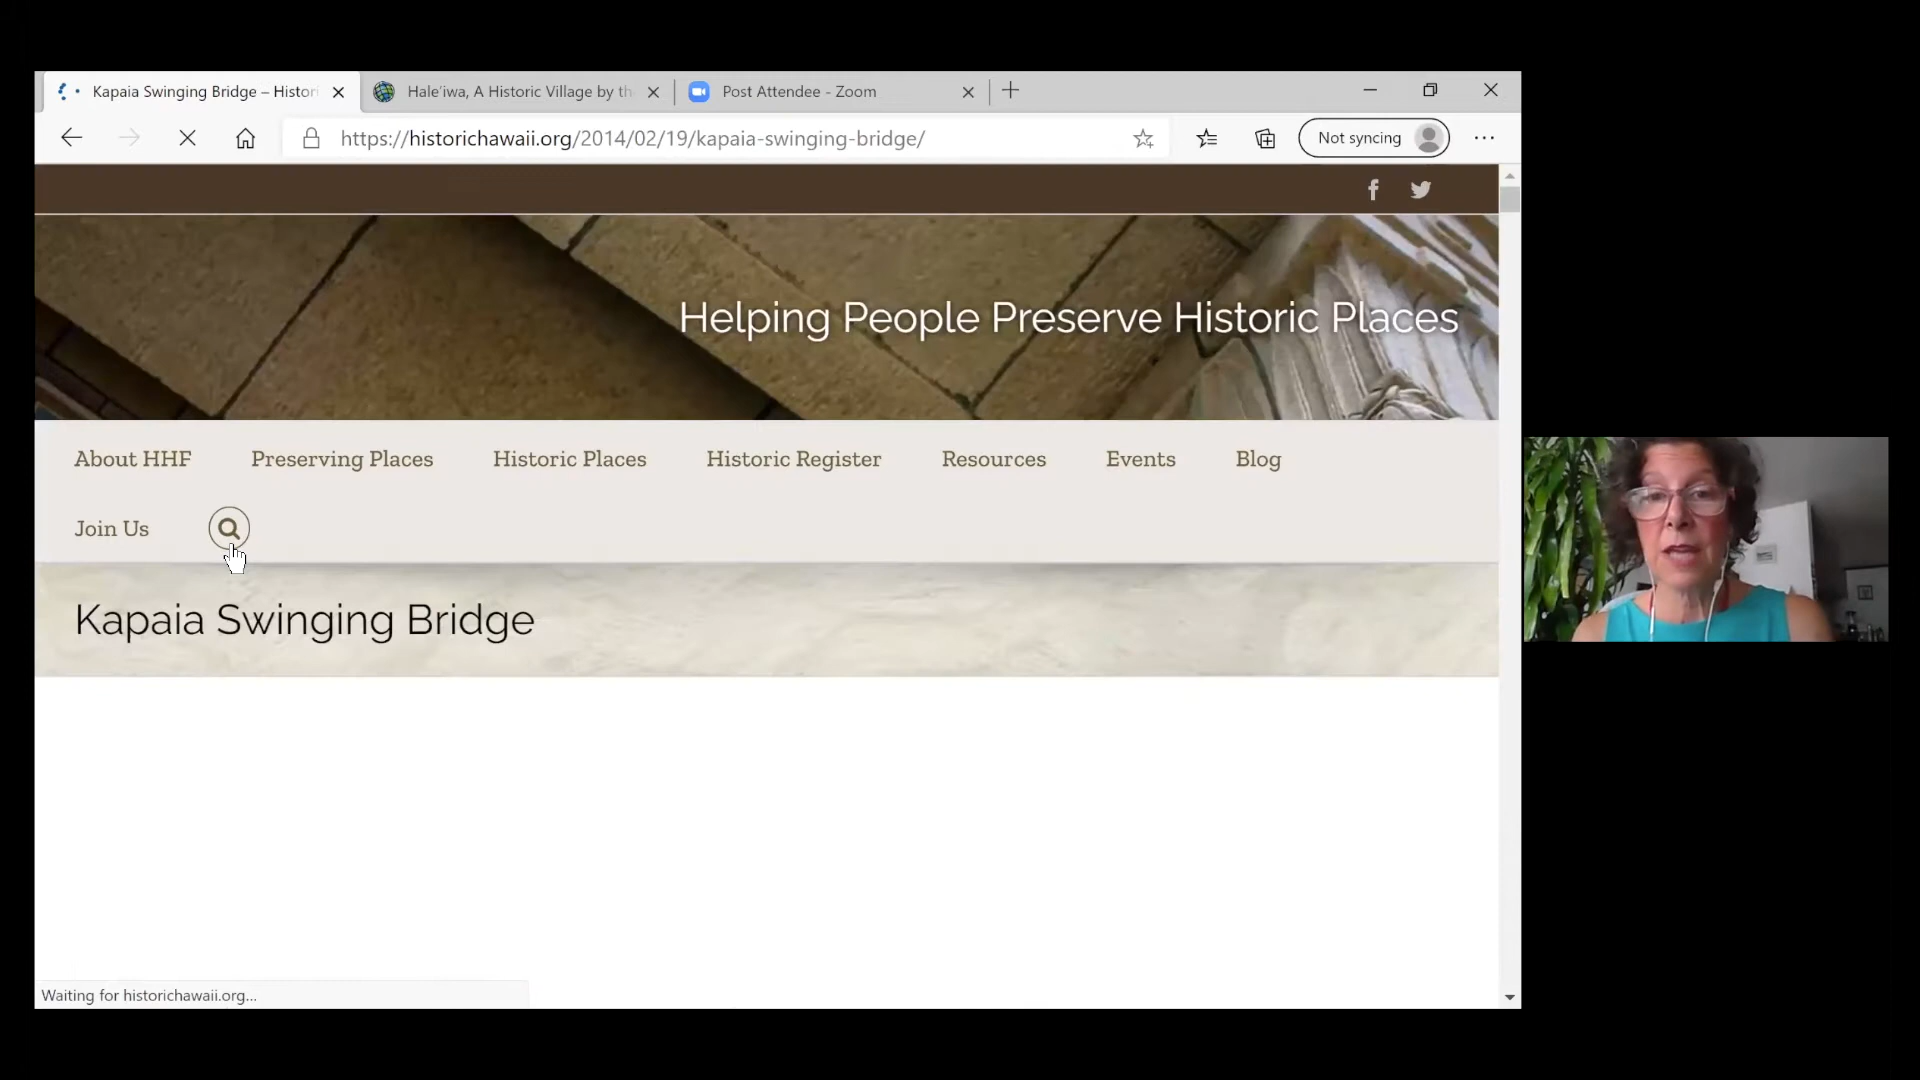 Kapaia Swinging Bridge – Histori
Hale'iwa, A Historic Village by th
Post Attendee - Zoom
https://historichawaii.org/2014/02/19/kapaia-swinging-bridge/
Not syncing
Helping People Preserve Historic Places
About HHF Preserving Places Historic Places Historic Register Resources Events Blog
Join Us
Kapaia Swinging Bridge
Waiting for historichawaii.org...